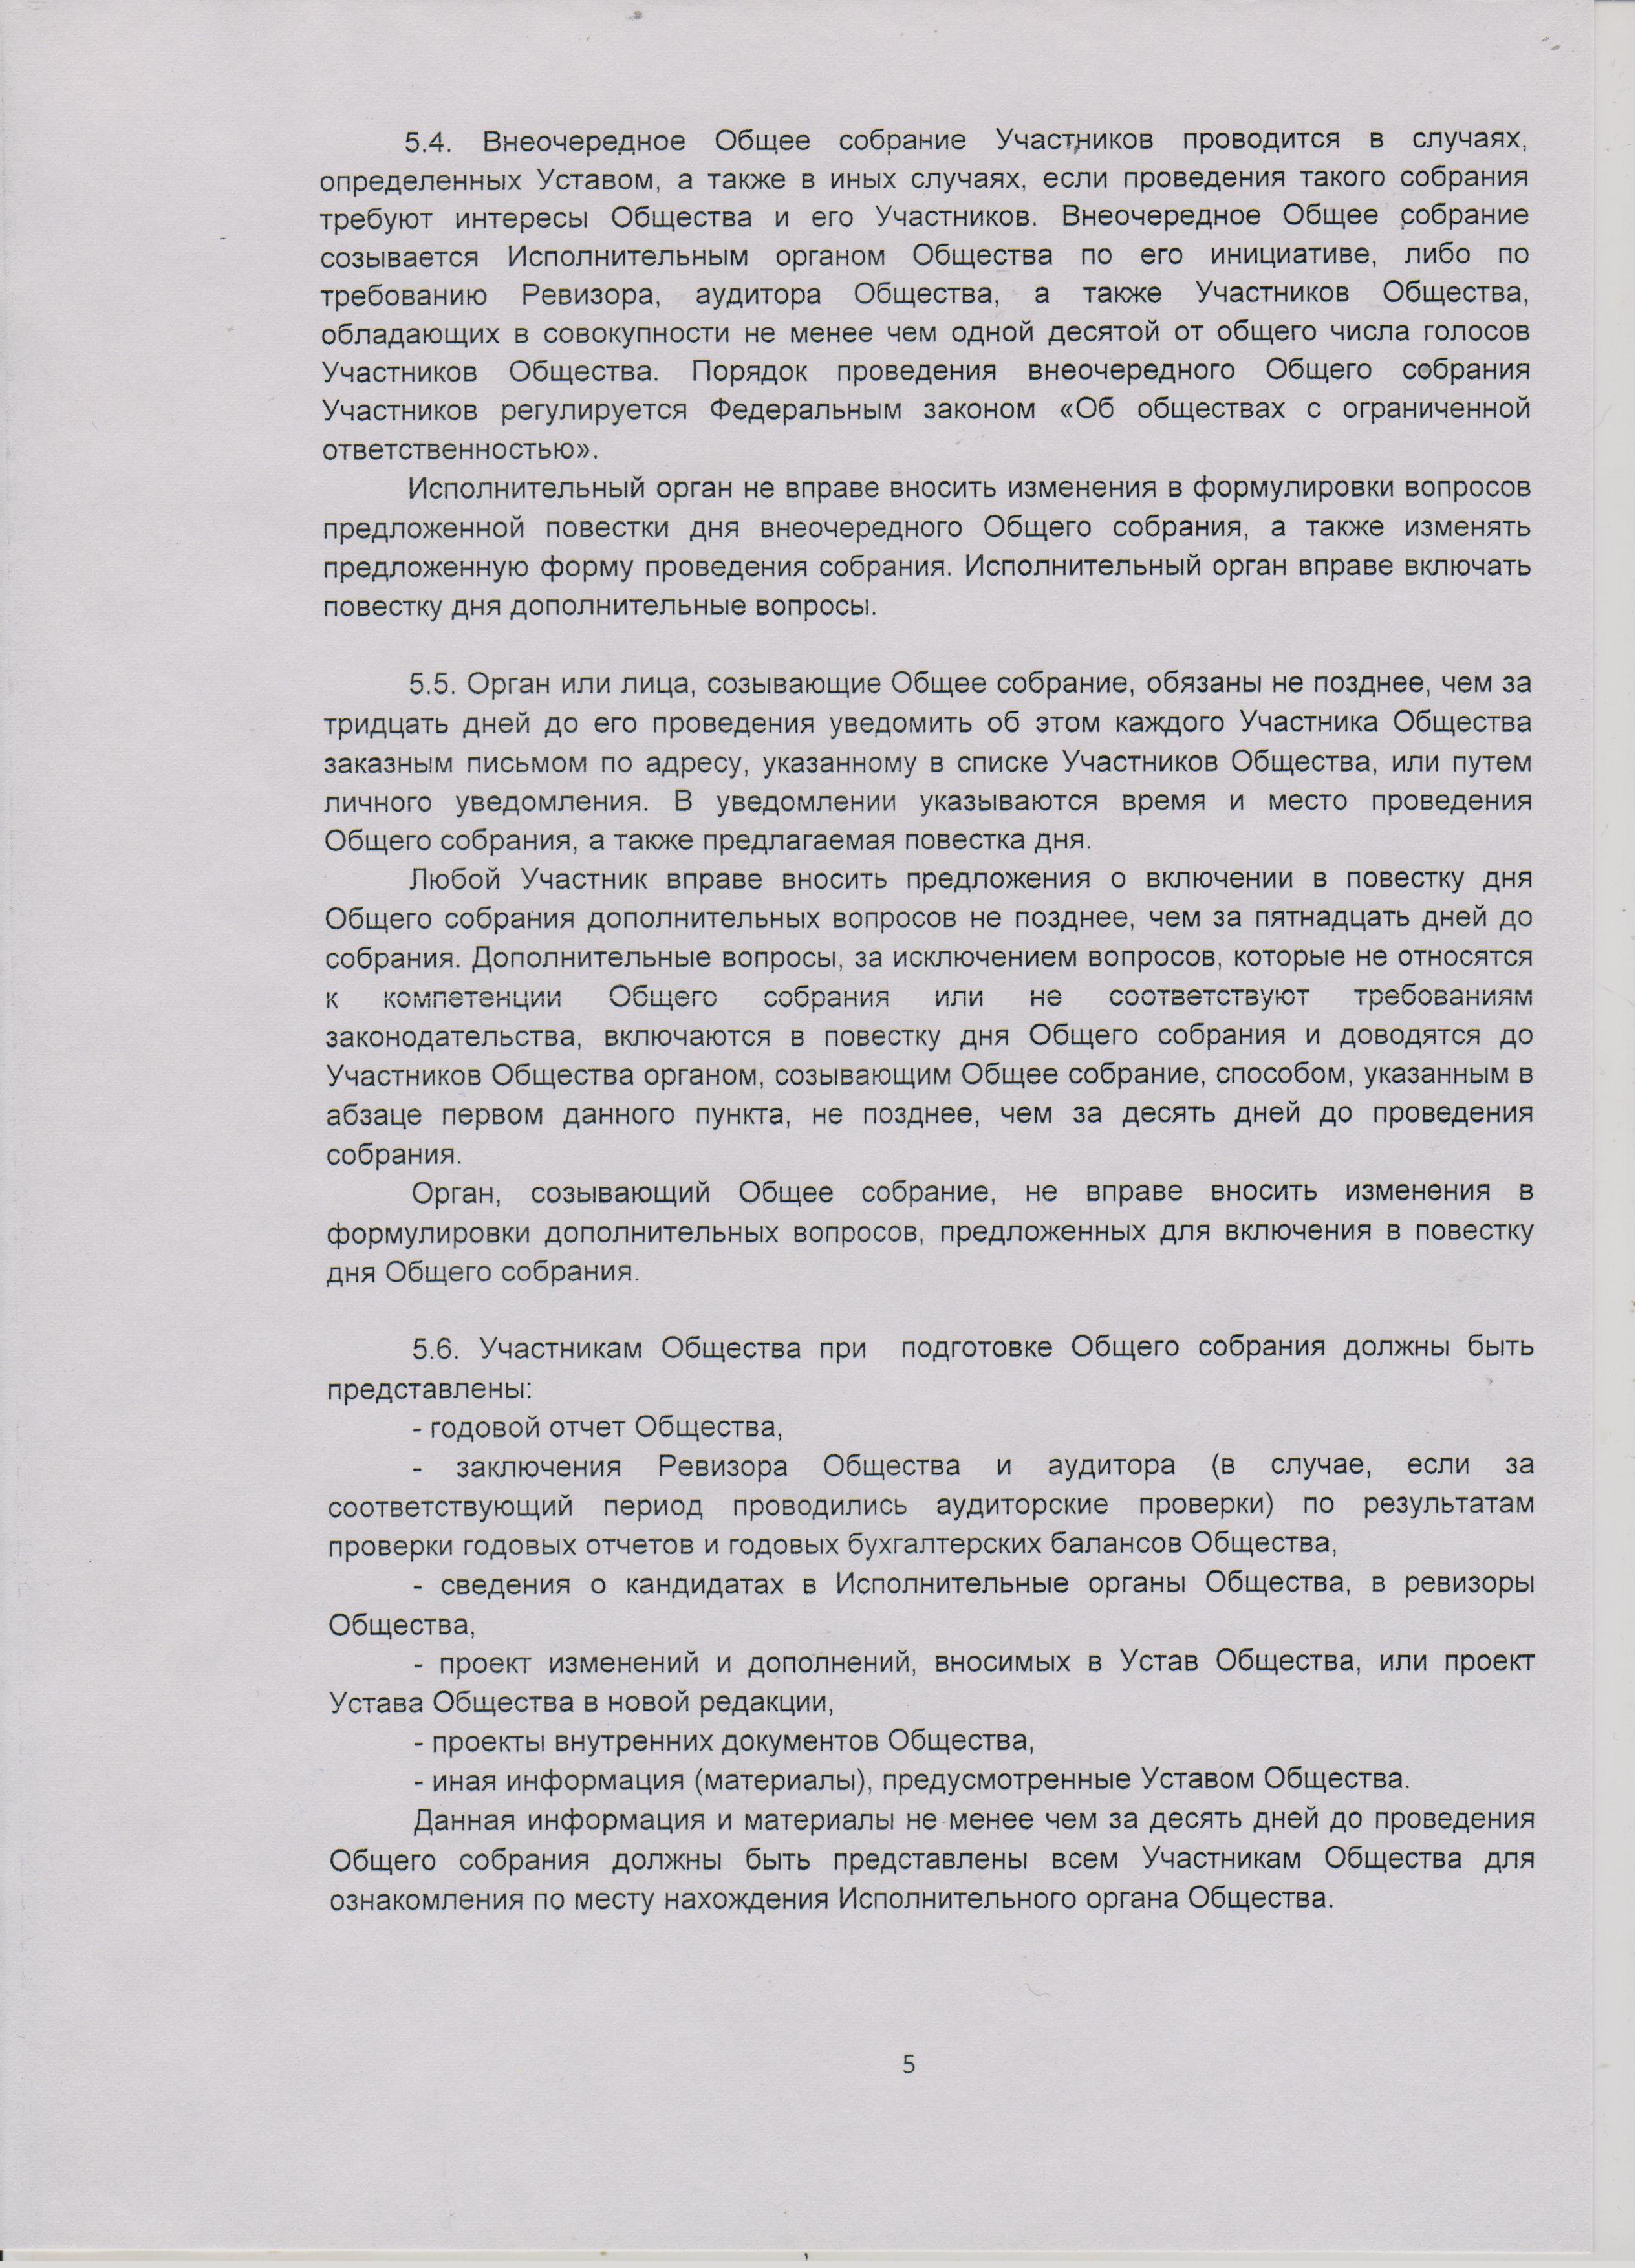 5.4. Внеочередное Общее собрание Участников проводится в случаях,
определенных Уставом, а также в иных случаях, если проведения такого собрания
требуют интересы Общества и его Участников. Внеочередное Общее собрание
созывается Исполнительным органом Общества по его инициативе, либо по
требованию Ревизора, аудитора Общества, а также Участников Общества,
обладающих в совокупности не менее чем одной десятой от общего числа голосов
Участников Общества. Порядок проведения внеочередного Общего собрания
Участников регулируется Федеральным законом «Об обществах с ограниченной
ответственностью».
Исполнительный орган не вправе вносить изменения в формулировки вопросов
предложенной повестки дня внеочередного Общего собрания, а также изменять
предложенную форму проведения собрания. Исполнительный орган вправе включать
повестку дня дополнительные вопросы.
5.5. Орган или лица, созывающие Общее собрание, обязаны не позднее, чем за
тридцать дней до его проведения уведомить об этом каждого Участника Общества
заказным письмом по адресу, указанному в списке Участников Общества, или путем
личного уведомления. В уведомлении указываются время и место проведения
Общего собрания, а также предлагаемая повестка дня.
Любой Участник вправе вносить предложения о включении в повестку дня
Общего собрания дополнительных вопросов не позднее, чем за пятнадцать дней до
собрания. Дополнительные вопросы, за исключением вопросов, которые не относятся
к компетенции Общего собрания или не соответствуют требованиям
законодательства, включаются в повестку дня Общего собрания и доводятся до
Участников Общества органом, созывающим Общее собрание, способом, указанным в
абзаце первом данного пункта, не позднее, чем за десять дней до проведения
собрания.
Орган, созывающий Общее собрание, не вправе вносить изменения в
формулировки дополнительных вопросов, предложенных для включения в повестку
дня Общего собрания.
5.6. Участникам Общества при подготовке Общего собрания должны быть
представлены:
- годовой отчет Общества,
- заключения Ревизора Общества и аудитора (в случае, если за
соответствующий период проводились аудиторские проверки) по результатам
проверки годовых отчетов и годовых бухгалтерских балансов Общества,
- сведения о кандидатах в Исполнительные органы Общества, в ревизоры
Общества,
- проект изменений и дополнений, вносимых в Устав Общества, или проект
Устава Общества в новой редакции,
- проекты внутренних документов Общества,
- иная информация (материалы), предусмотренные Уставом Общества.
Данная информация и материалы не менее чем за десять дней до проведения
Общего собрания должны быть представлены всем Участникам Общества для
ознакомления по месту нахождения Исполнительного органа Общества.
5